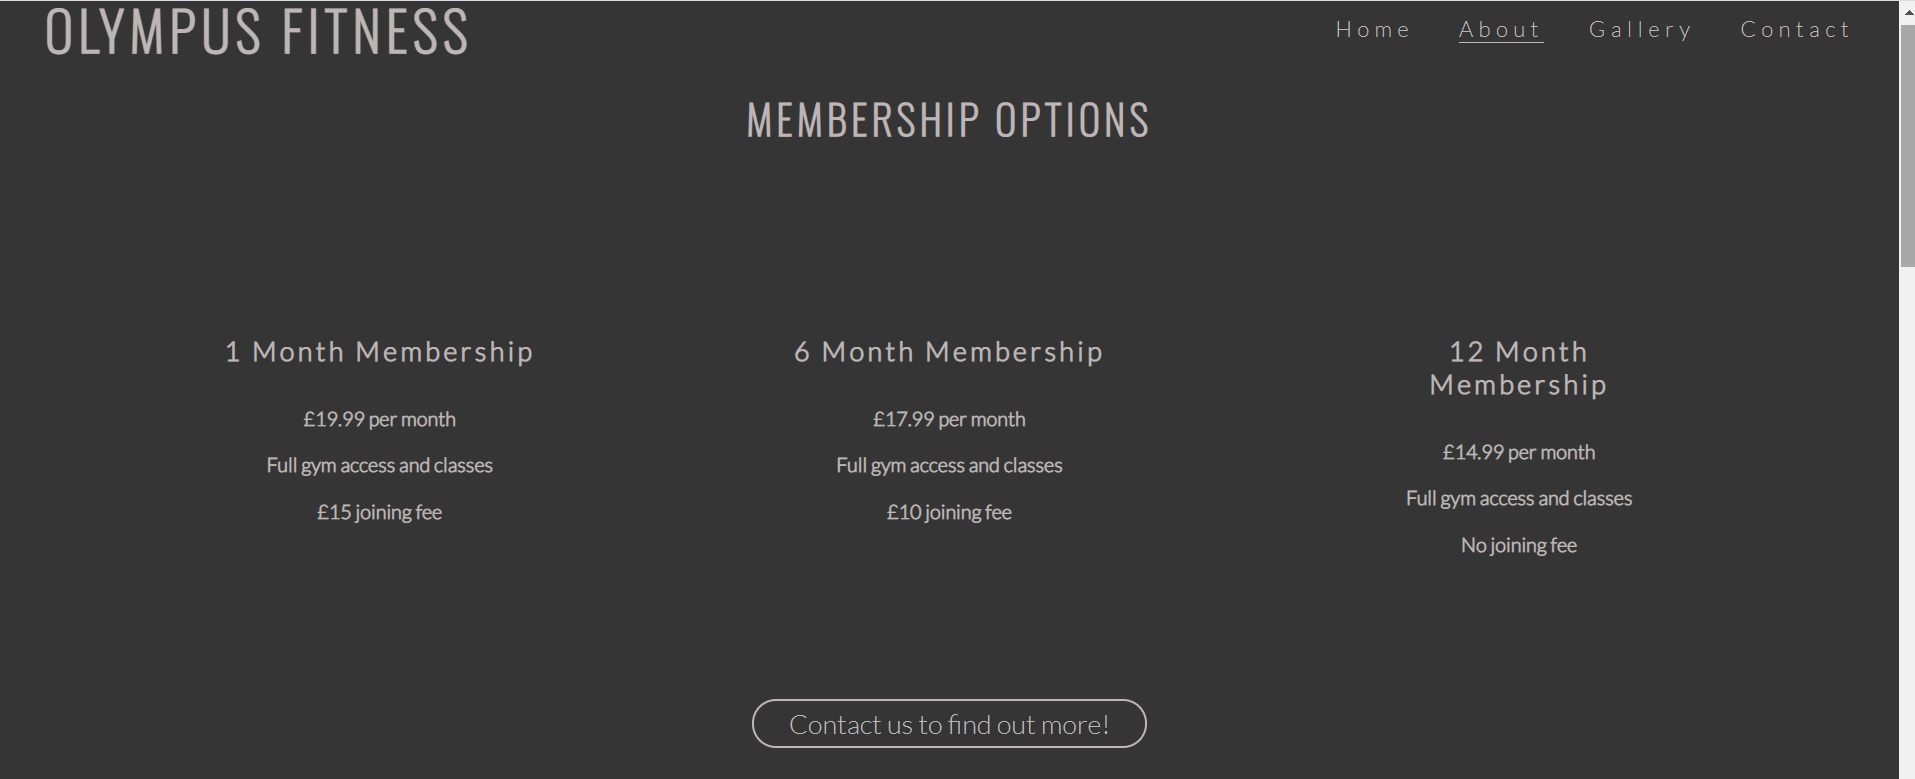 OLYMPUS FITNESS
Home About Gallery Contact
MEMBERSHIP OPTIONS
1 Month Membership
£19.99 per month
Full gym access and classes
£15 joining fee
6 Month Membership
£17.99 per month
Full gym access and classes
£10 joining fee
12 Month
Membership
£14.99 per month
Full gym access and classes
No joining fee
Contact us to find out more!